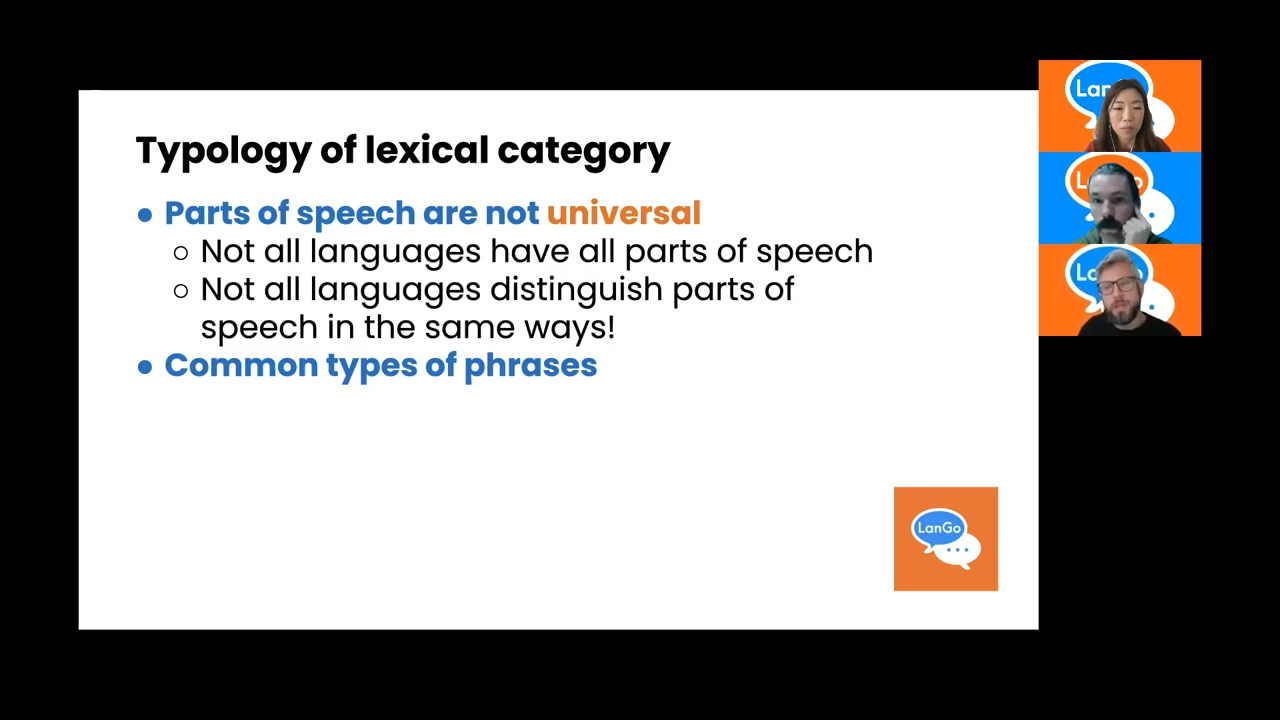 Typology of lexical category
● Parts of speech are not universal
○ Not all languages have all parts of speech
○ Not all languages distinguish parts of
speech in the same ways!
● Common types of phrases
LanGo